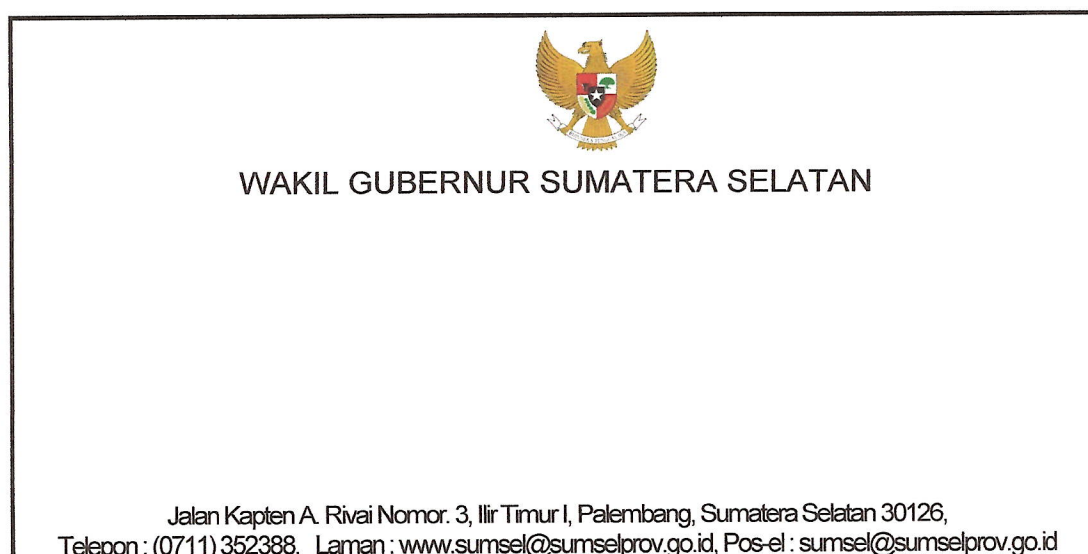 WAKIL GUBERNUR SUMATERA SELATAN
Jalan Kapten A. Rivai Nomor. 3, Ilir Timur I, Palembang, Sumatera Selatan 30126,
Telepon : (0711) 352388, Laman : www.sumsel@sumselprov.go.id, Pos-el : sumsel@sumselprov.go.id